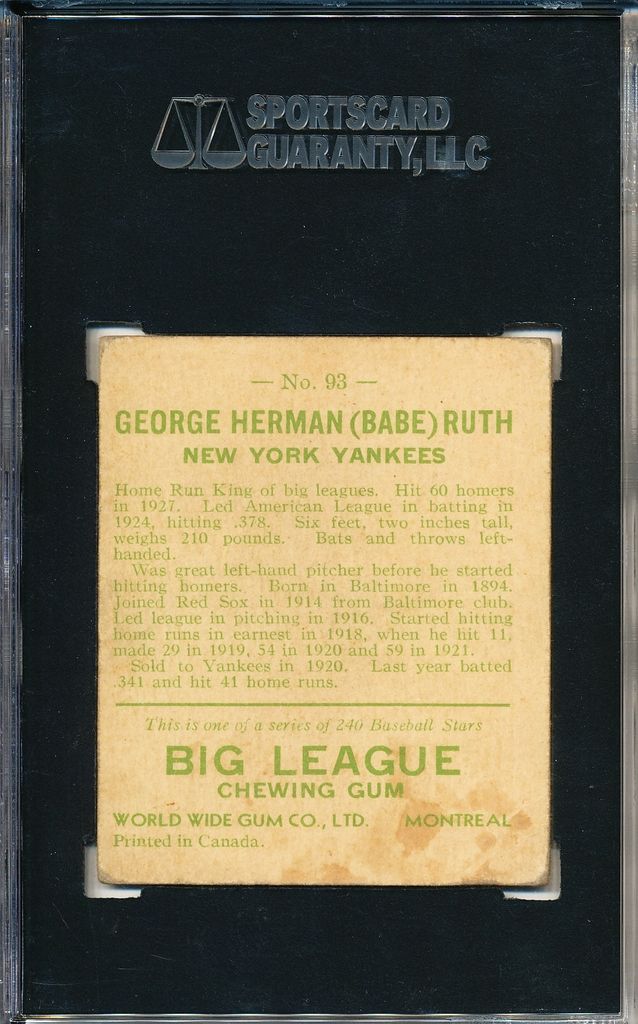 SPORTSCARD
GUARANTY, LLC
— No. 93 —
GEORGE HERMAN (BABE) RUTH
NEW YORK YANKEES
Home Run King of big leagues. Hit 60 homers
in 1927. Led American League in batting in
1924, hitting .378. Six feet, two inches tall,
weighs 210 pounds. Bats and throws left-
handed.
Was great left-hand pitcher before he started
hitting homers. Born in Baltimore in 1894.
Joined Red Sox in 1914 from Baltimore club.
Led league in pitching in 1916. Started hitting
home runs in earnest in 1918, when he hit 11,
made 29 in 1919, 54 in 1920 and 59 in 1921.
Sold to Yankees in 1920. Last year batted
.341 and hit 41 home runs.
This is one of a series of 240 Baseball Stars
BIG LEAGUE
CHEWING GUM
WORLD WIDE GUM CO., LTD. MONTREAL
Printed in Canada.